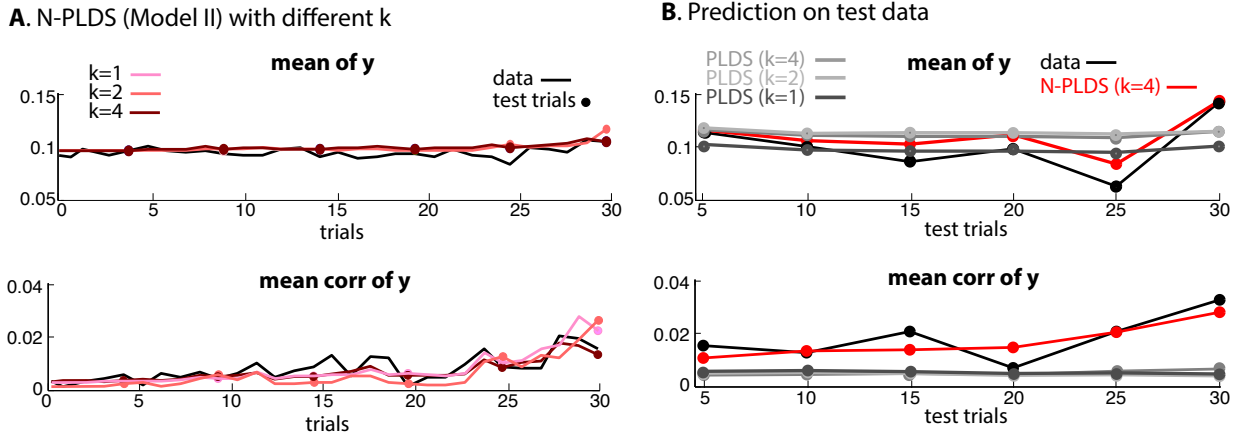 A. N-PLDS (Model II) with different k
mean of y
k=1
k=2
k=4
data
test trials
0.15
0.1
0.05
0 5 10 15 20 25 30
trials
mean corr of y
0.04
0.02
0
0 5 10 15 20 25 30
trials
B. Prediction on test data
PLDS (k=4)
PLDS (k=2)
PLDS (k=1)
mean of y
data
N-PLDS (k=4)
0.15
0.1
0.05
5 10 15 20 25 30
test trials
mean corr of y
0.04
0.02
0
5 10 15 20 25 30
test trials